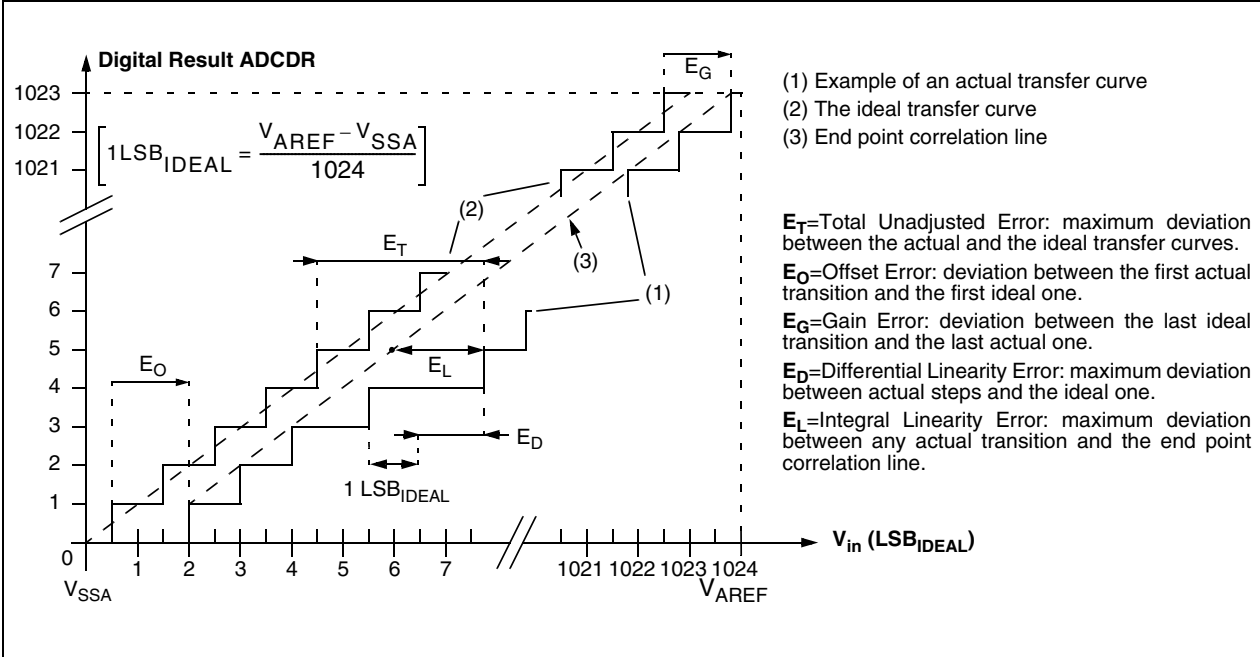 Digital Result ADCDR
EG
1023
1022
1021
1LSBIDEAL = VAREF – VSSA
1024
(1) Example of an actual transfer curve
(2) The ideal transfer curve
(3) End point correlation line
(2)
ET
(3)
(1)
7
6
5
4
3
2
1
0
EO
EL
ED
1 LSBIDEAL
ET=Total Unadjusted Error: maximum deviation
between the actual and the ideal transfer curves.
EO=Offset Error: deviation between the first actual
transition and the first ideal one.
EG=Gain Error: deviation between the last ideal
transition and the last actual one.
ED=Differential Linearity Error: maximum deviation
between actual steps and the ideal one.
EL=Integral Linearity Error: maximum deviation
between any actual transition and the end point
correlation line.
Vin (LSBIDEAL)
1 2 3 4 5 6 7 1021 1022 1023 1024
VSSA VAREF